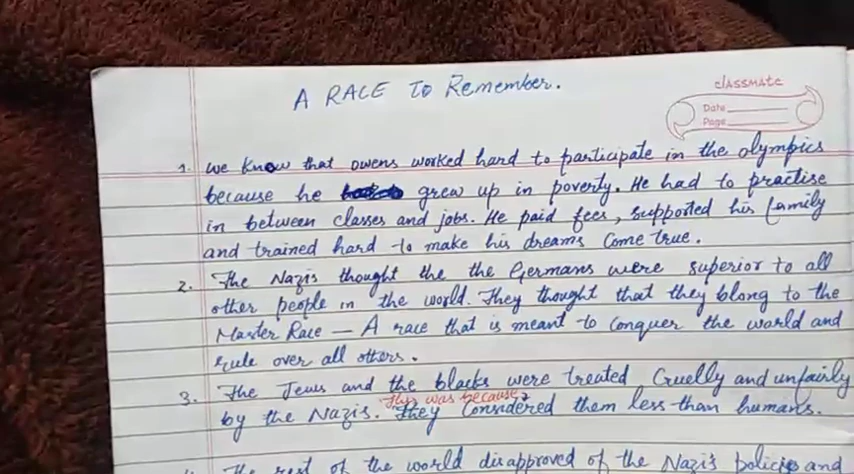 A RACE TO Remember.
classmate
Date
Page
1. we know that owens worked hard to participate in the olympics
because he grew up in poverty. He had to practise
in between classes and jobs. He paid fees, supported his family
and trained hard to make his dreams Come true.
2. The Nazis thought the the Germans were superior to all
other people in the world. They thought that they blong to the
Master Race – A race that is meant to conquer the world and
rule over all others.
3. The Jews and the blacks were treated Cruelly and unfairly
This was because
by the Nazis. They Considered them less than humans.
4. The rest of the world disapproved of the Nazi's policies and